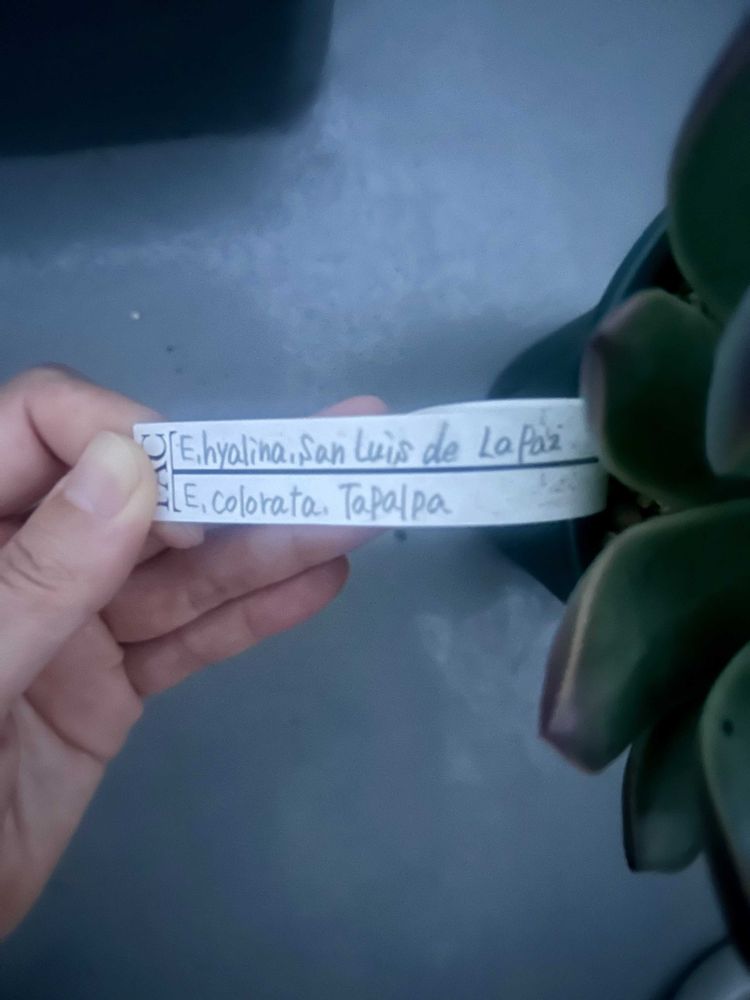 [E.hyalina.San Luis de La Paz
[E. colorata. Tapalpa